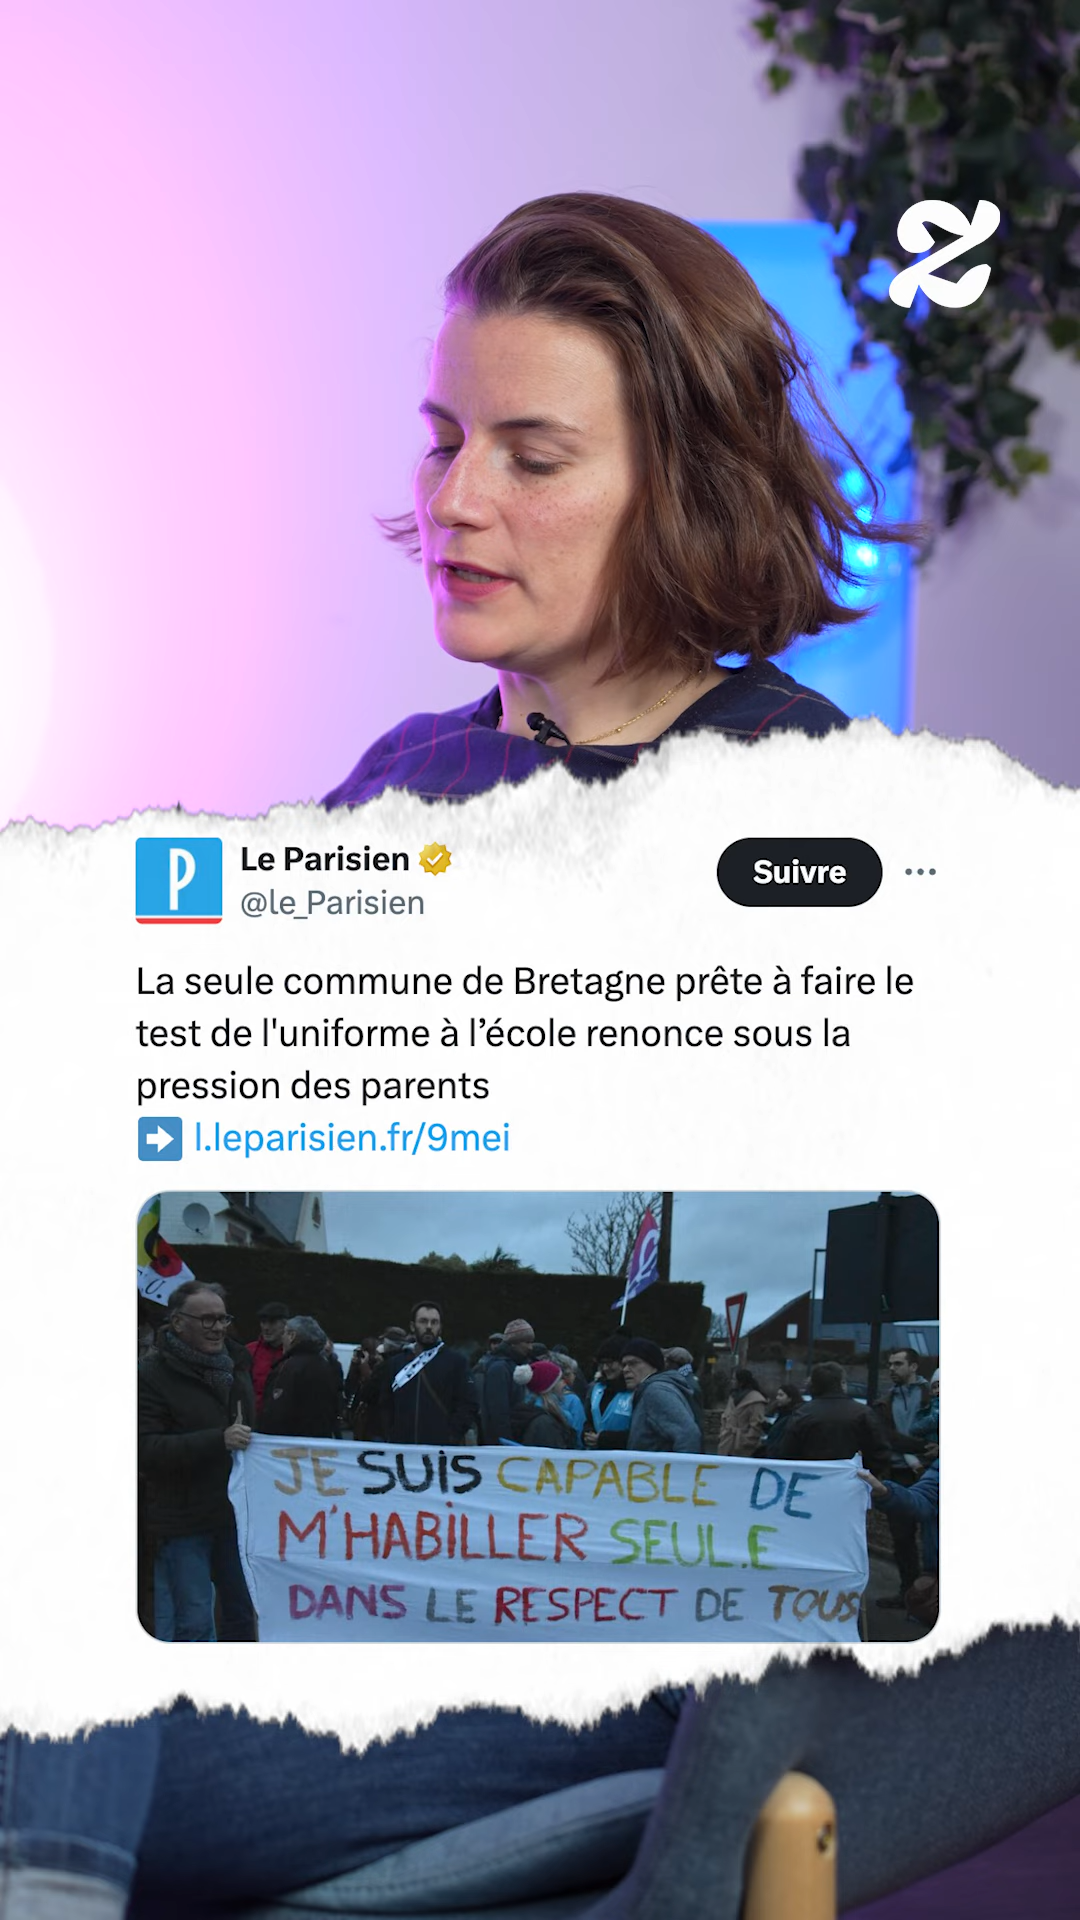 Le Parisien
@le_Parisien
Suivre
La seule commune de Bretagne prête à faire le
test de l'uniforme à l’école renonce sous la
pression des parents
l.leparisien.fr/9mei
JE SUIS CAPABLE DE
M'HABILLER SEUL.E
DANS LE RESPECT DE TOUS